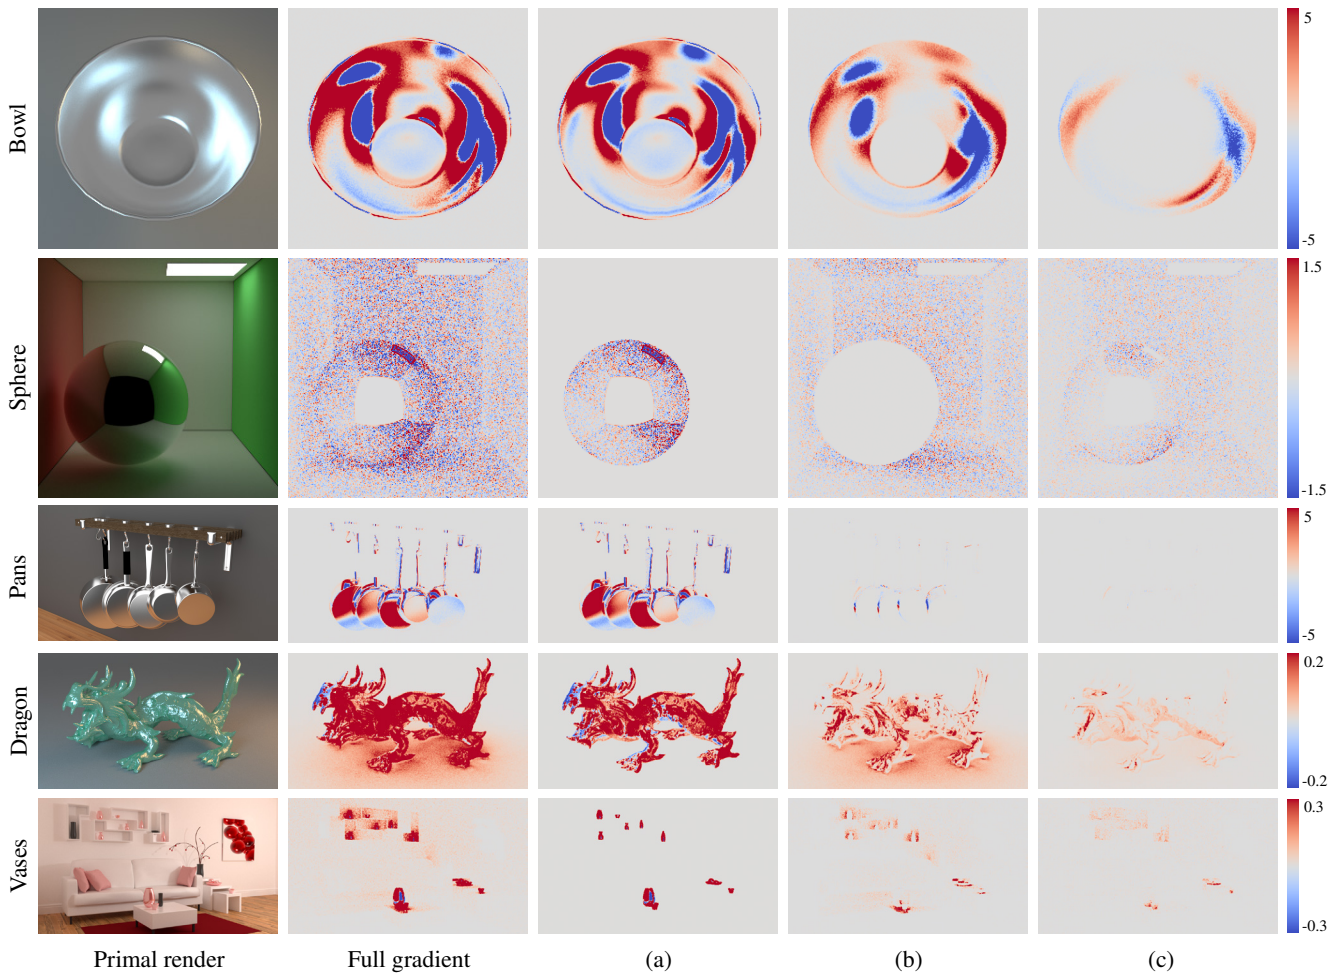 Bowl
5
-5
Sphere
1.5
-1.5
Pans
5
-5
Dragon
0.2
-0.2
Vases
0.3
-0.3
Primal render
Full gradient
(a)
(b)
(c)